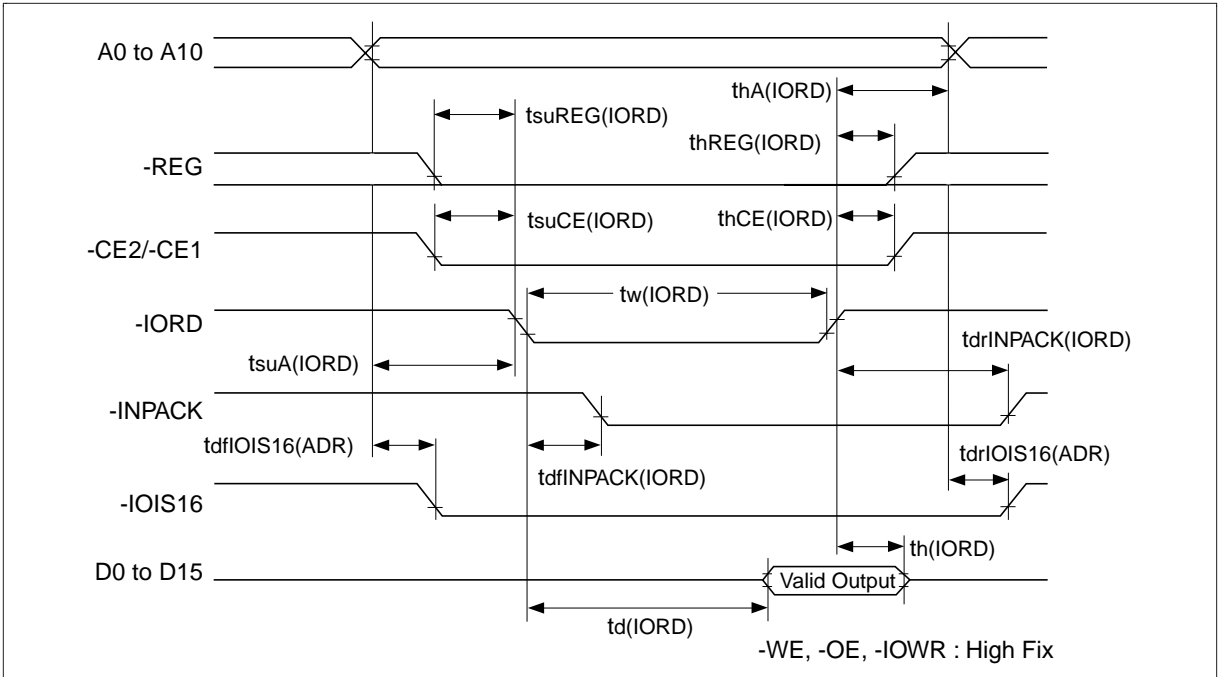 A0 to A10
thA(IORD)
tsuREG(IORD)
thREG(IORD)
-REG
tsuCE(IORD)
thCE(IORD)
-CE2/-CE1
tw(IORD)
-IORD
tdrINPACK(IORD)
tsuA(IORD)
-INPACK
tdfIOIS16(ADR)
tdrIOIS16(ADR)
tdfINPACK(IORD)
-IOIS16
th(IORD)
D0 to D15
Valid Output
td(IORD)
-WE, -OE, -IOWR : High Fix